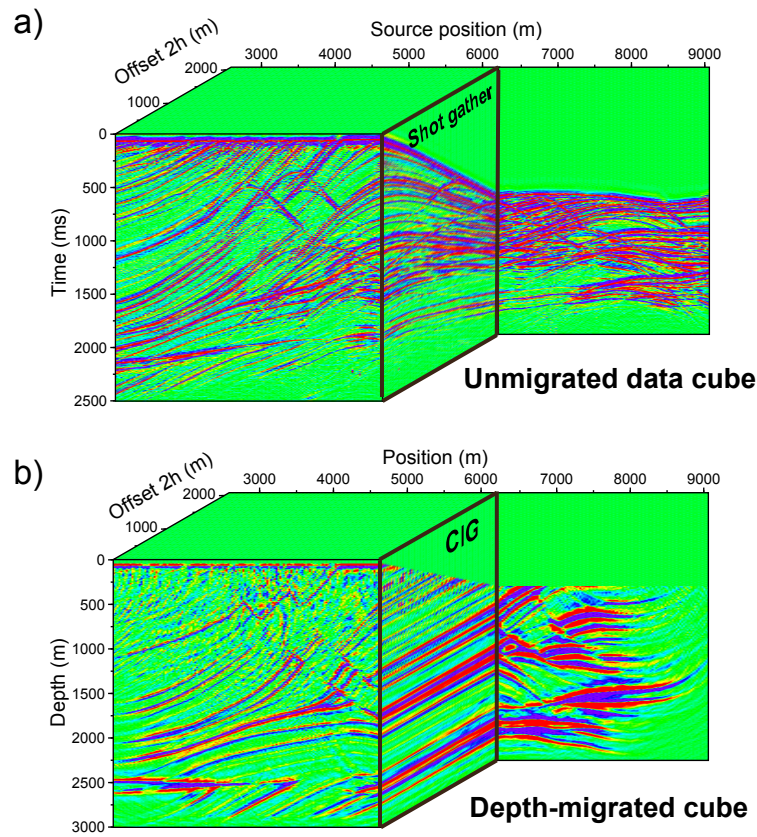 a)
Source position (m)
Offset 2h (m)
3000 4000 5000 6000 7000 8000 9000
2000
1000
Shot gather
0
500
1000
1500
2000
2500
Time (ms)
Unmigrated data cube
b)
Position (m)
Offset 2h (m)
3000 4000 5000 6000 7000 8000 9000
2000
1000
CIG
0
500
1000
1500
2000
2500
3000
Depth (m)
Depth-migrated cube